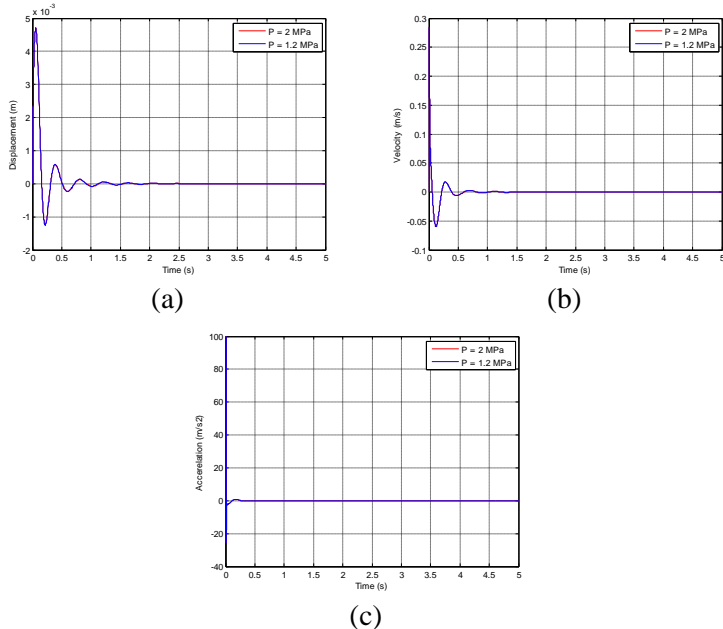 x 10-3
5
4
3
2
1
0
-1
-2
Displacement (m)
P = 2 MPa
P = 1.2 MPa
0 0.5 1 1.5 2 2.5 3 3.5 4 4.5 5
Time (s)
(a)
0.3
0.25
0.2
0.15
0.1
0.05
0
-0.05
-0.1
Velocity (m/s)
P = 2 MPa
P = 1.2 MPa
0 0.5 1 1.5 2 2.5 3 3.5 4 4.5 5
Time (s)
(b)
100
80
60
40
20
0
-20
-40
Accerelation (m/s2)
P = 2 MPa
P = 1.2 MPa
0 0.5 1 1.5 2 2.5 3 3.5 4 4.5 5
Time (s)
(c)